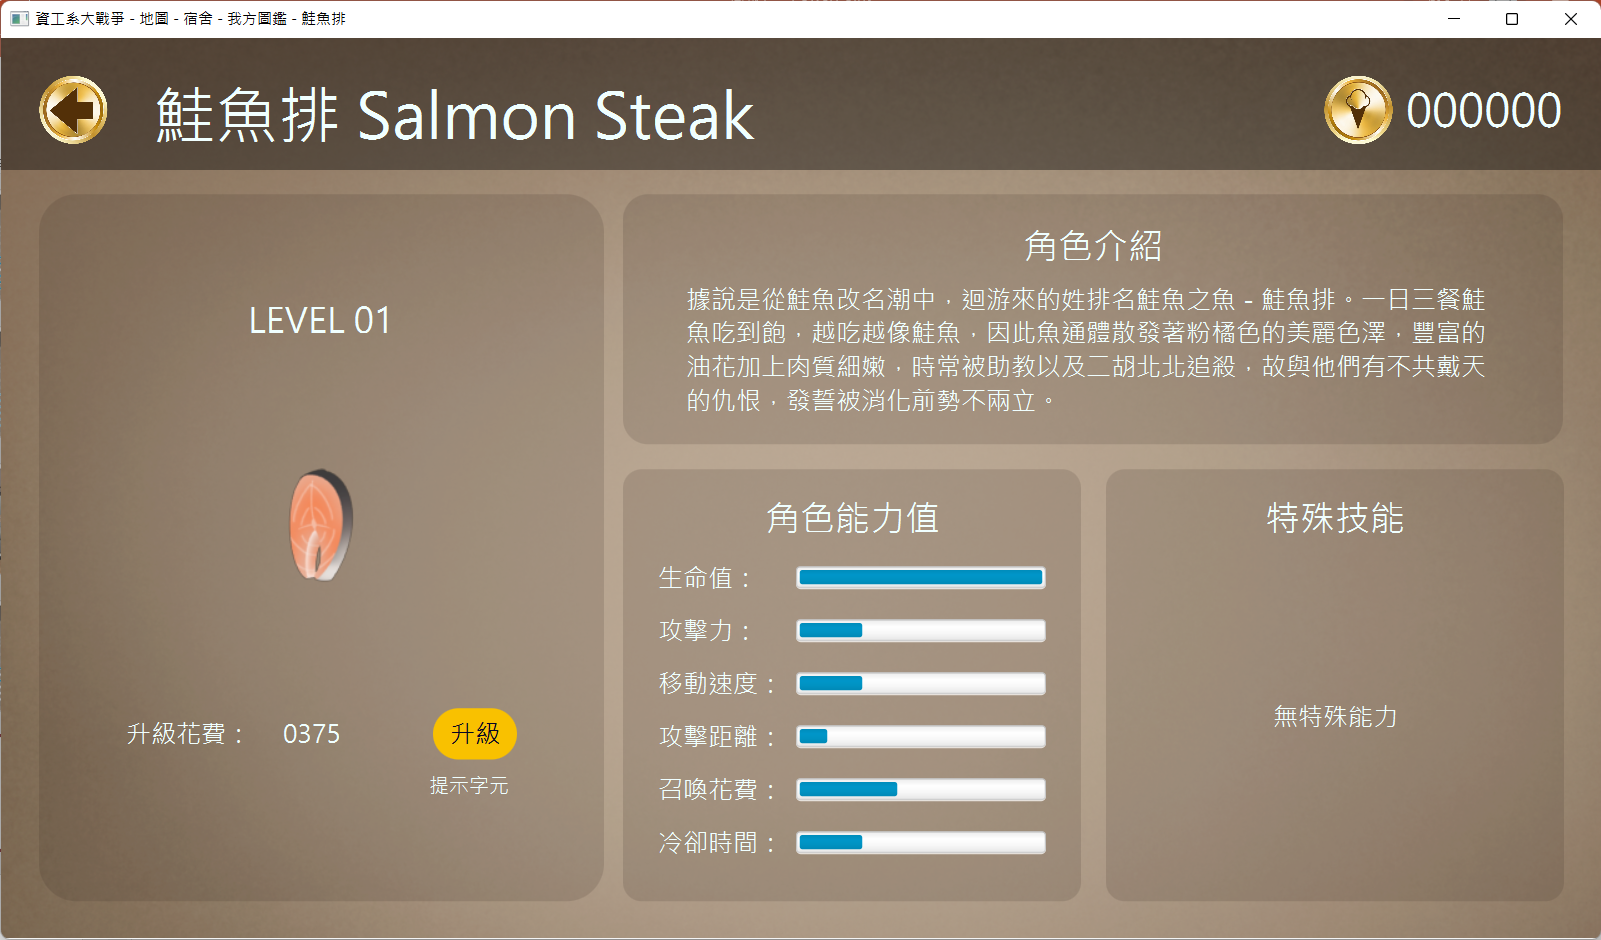 資工系大戰爭 - 地圖 - 宿舍 - 我方圖鑑 - 鮭魚排
鮭魚排 Salmon Steak
000000
LEVEL 01
升級花費：
0375
升級
提示字元
角色介紹
據說是從鮭魚改名潮中，迴游來的姓排名鮭魚之魚 - 鮭魚排。一日三餐鮭
魚吃到飽，越吃越像鮭魚，因此魚通體散發著粉橘色的美麗色澤，豐富的
油花加上肉質細嫩，時常被助教以及二胡北北追殺，故與他們有不共戴天
的仇恨，發誓被消化前勢不兩立。
角色能力值
生命值：
攻擊力：
移動速度：
攻擊距離：
召喚花費：
冷卻時間：
特殊技能
無特殊能力